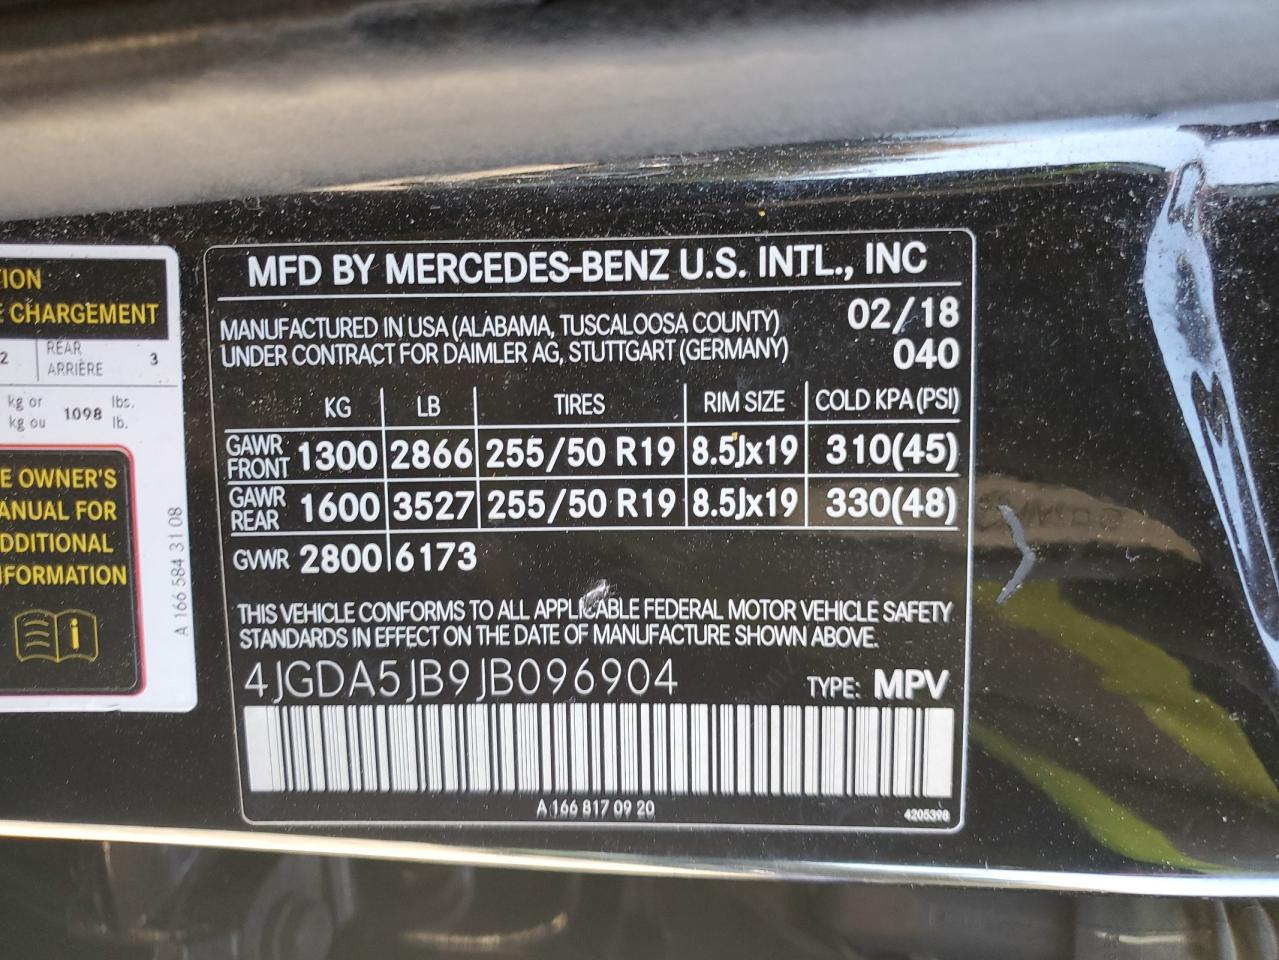 TION
E CHARGEMENT
2 REAR ARRIÈRE 3
kg or lbs.
kg ou 1098 lb.
E OWNER'S
ANUAL FOR
DDITIONAL
NFORMATION
i
A 166 584 31 08
MFD BY MERCEDES-BENZ U.S. INTL., INC
MANUFACTURED IN USA (ALABAMA, TUSCALOOSA COUNTY) 02/18
UNDER CONTRACT FOR DAIMLER AG, STUTTGART (GERMANY) 040
KG LB TIRES RIM SIZE COLD KPA (PSI)
GAWR FRONT 1300 2866 255/50 R19 8.5Jx19 310(45)
GAWR REAR 1600 3527 255/50 R19 8.5Jx19 330(48)
GVWR 2800 6173
THIS VEHICLE CONFORMS TO ALL APPLICABLE FEDERAL MOTOR VEHICLE SAFETY
STANDARDS IN EFFECT ON THE DATE OF MANUFACTURE SHOWN ABOVE.
4JGDA5JB9JB096904 TYPE: MPV
A 166 817 09 20
4205398